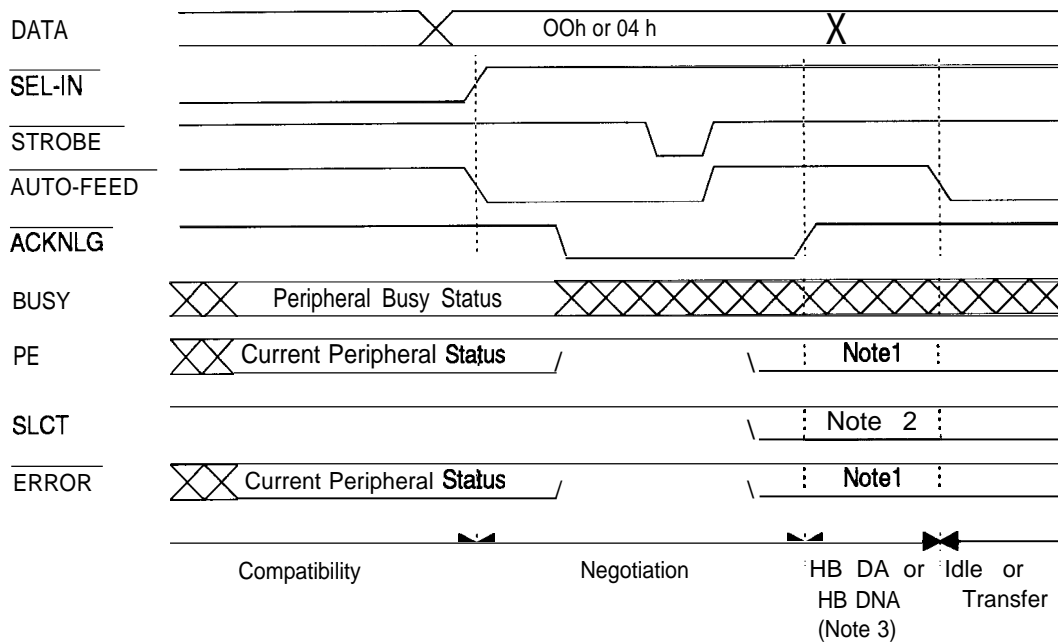 DATA OOh or 04 h X
SEL-IN
STROBE
AUTO-FEED
ACKNLG
BUSY Peripheral Busy Status
PE Current Peripheral Status Note1
SLCT Note 2
ERROR Current Peripheral Status Note1
Compatibility Negotiation HB DA or Idle or
HB DNA Transfer
(Note 3)